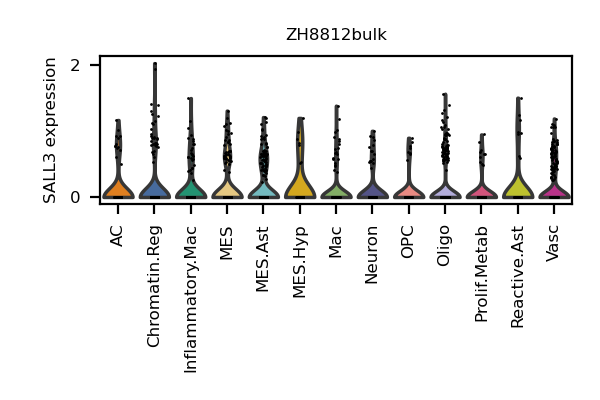 ZH8812bulk
SALL3 expression
2
0
AC
Chromatin.Reg
Inflammatory.Mac
MES
MES.Ast
MES.Hyp
Mac
Neuron
OPC
Oligo
Prolif.Metab
Reactive.Ast
Vasc